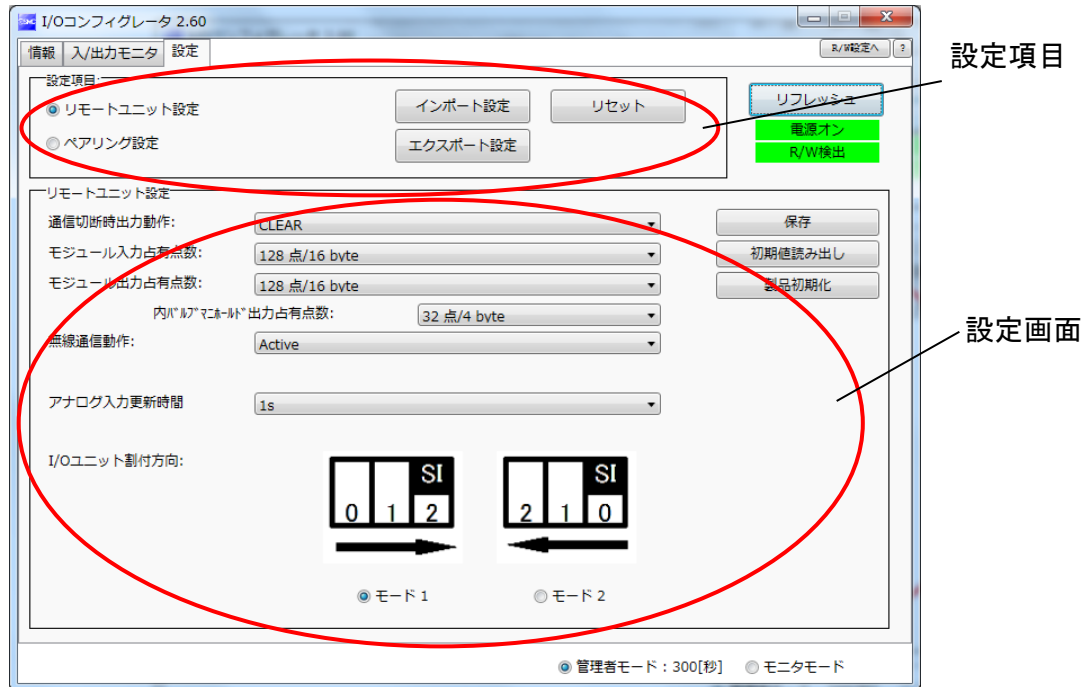 SMC I/Oコンフィグレータ 2.60
情報 入/出力モニタ 設定 R/W設定へ ?
設定項目
設定項目:
リモートユニット設定 インポート設定 リセット リフレッシュ
電源オン
ペアリング設定 エクスポート設定
R/W検出
リモートユニット設定
通信切断時出力動作: CLEAR 保存
モジュール入力占有点数: 128 点/16 byte 初期値読み出し
モジュール出力占有点数: 128 点/16 byte 製品初期化
内ﾊﾞﾙﾌﾞﾏﾆﾎｰﾙﾄﾞ出力占有点数: 32 点/4 byte
設定画面
無線通信動作: Active
アナログ入力更新時間 1s
I/Oユニット割付方向:
SI SI
0 1 2 2 1 0
モード 1 モード 2
管理者モード : 300[秒] モニタモード